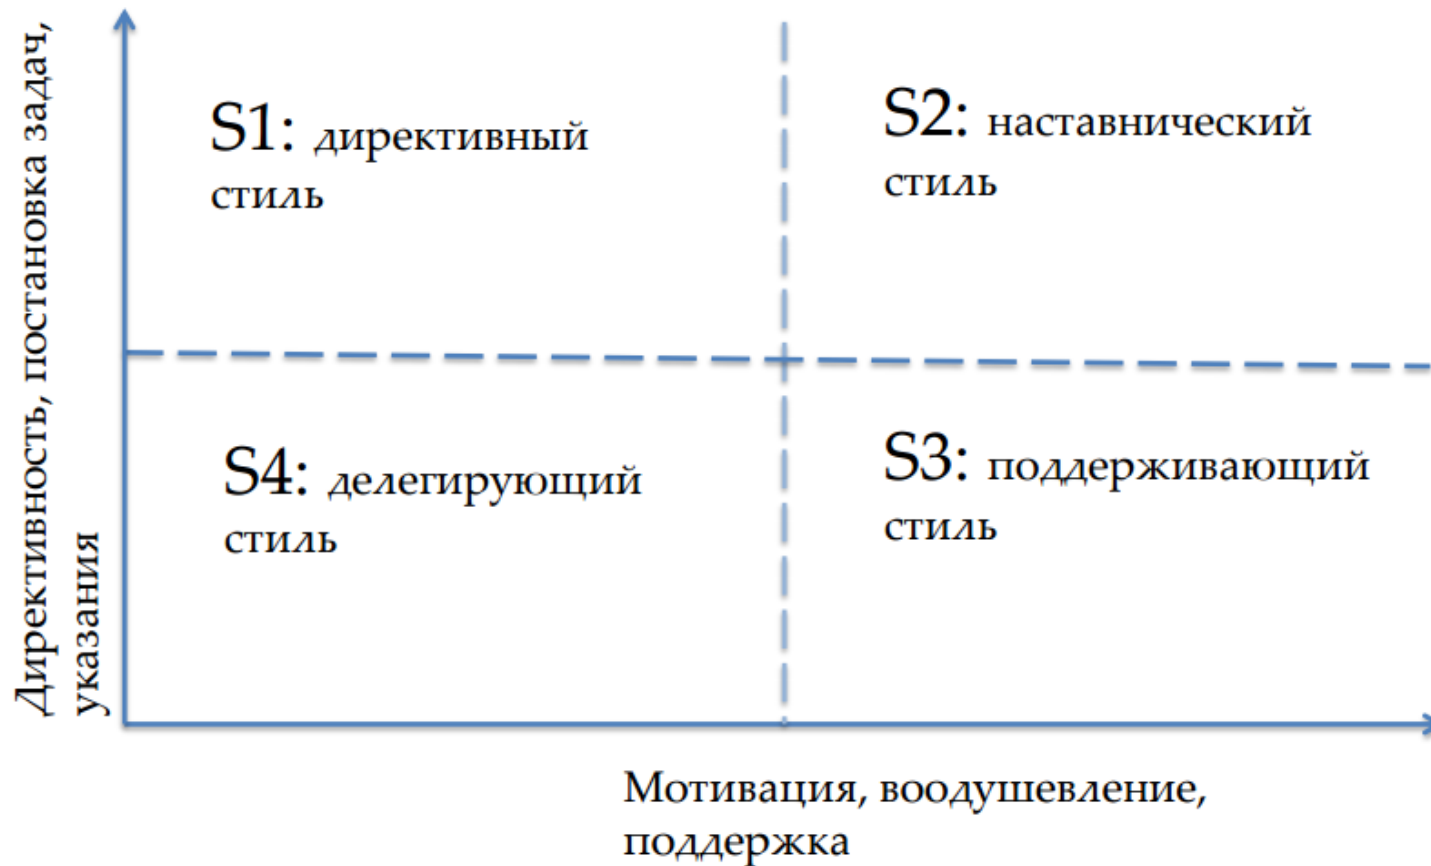 Директивность, постановка задач,
указания
S1: директивный
стиль
S2: наставнический
стиль
S4: делегирующий
стиль
S3: поддерживающий
стиль
Мотивация, воодушевление,
поддержка